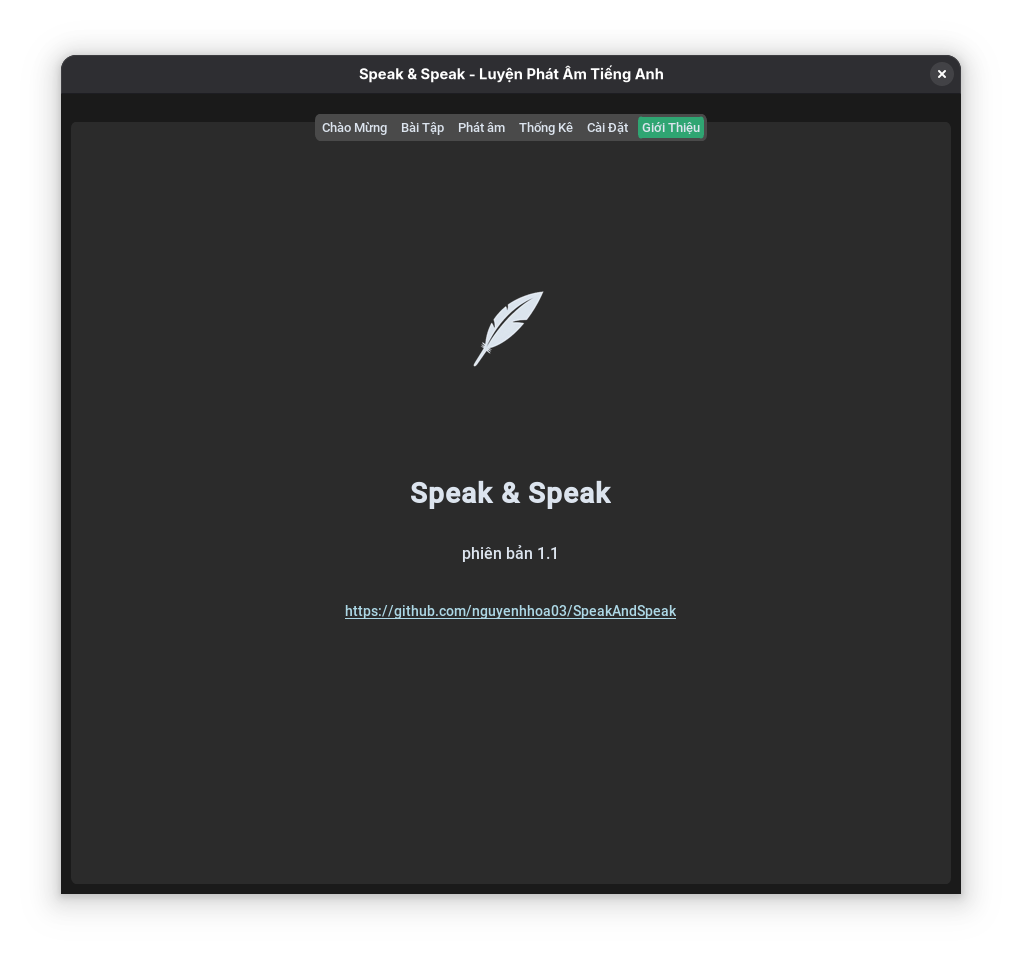 Speak & Speak - Luyện Phát Âm Tiếng Anh
Chào Mừng Bài Tập Phát âm Thống Kê Cài Đặt Giới Thiệu
Speak & Speak
phiên bản 1.1
https://github.com/nguyenhhoa03/SpeakAndSpeak